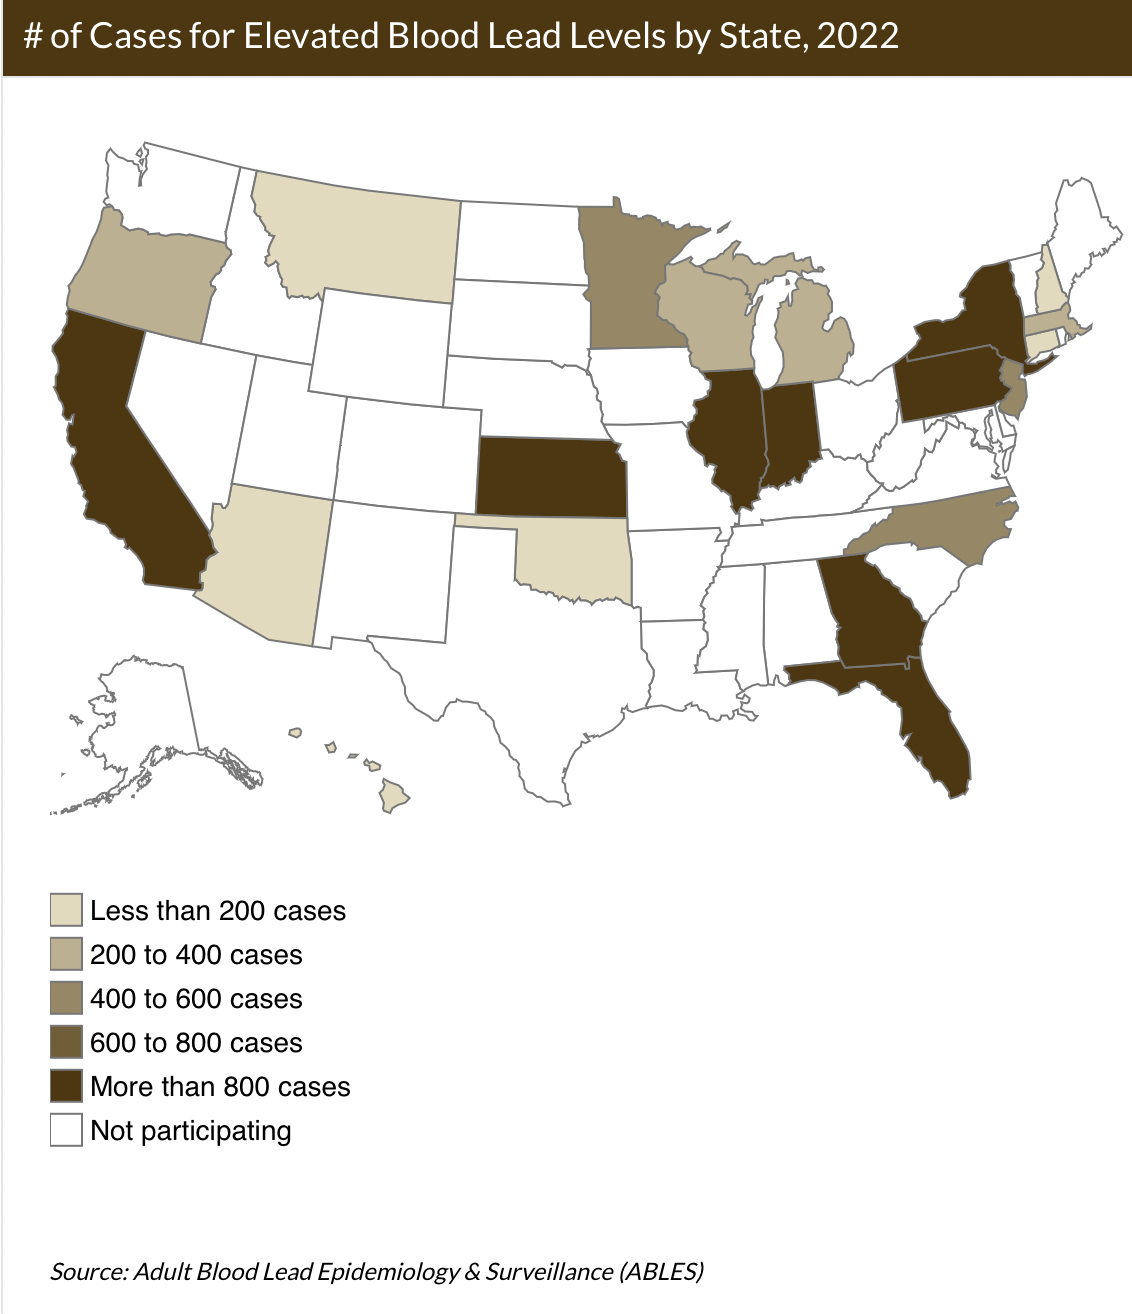 # of Cases for Elevated Blood Lead Levels by State, 2022
Less than 200 cases
200 to 400 cases
400 to 600 cases
600 to 800 cases
More than 800 cases
Not participating
Source: Adult Blood Lead Epidemiology & Surveillance (ABLES)